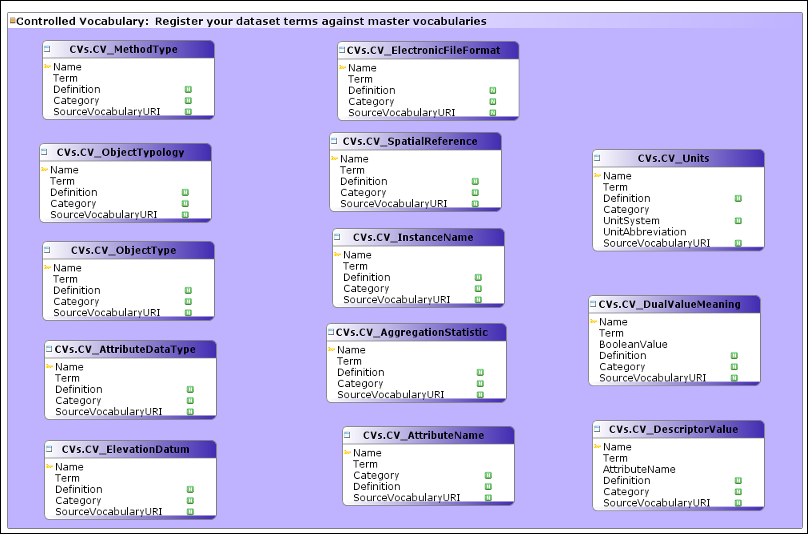 Controlled Vocabulary: Register your dataset terms against master vocabularies
CVs.CV_MethodType
Name
Term
Definition
Category
SourceVocabularyURI
CVs.CV_ObjectTypology
Name
Term
Definition
Category
SourceVocabularyURI
CVs.CV_ObjectType
Name
Term
Definition
Category
SourceVocabularyURI
CVs.CV_AttributeDataType
Name
Term
Definition
Category
SourceVocabularyURI
CVs.CV_ElevationDatum
Name
Term
Definition
Category
SourceVocabularyURI
CVs.CV_ElectronicFileFormat
Name
Term
Definition
Category
SourceVocabularyURI
CVs.CV_SpatialReference
Name
Term
Definition
Category
SourceVocabularyURI
CVs.CV_InstanceName
Name
Term
Definition
Category
SourceVocabularyURI
CVs.CV_AggregationStatistic
Name
Term
Definition
Category
SourceVocabularyURI
CVs.CV_AttributeName
Name
Term
Category
Definition
SourceVocabularyURI
CVs.CV_Units
Name
Term
Definition
Category
UnitSystem
UnitAbbreviation
SourceVocabularyURI
CVs.CV_DualValueMeaning
Name
Term
BooleanValue
Definition
Category
SourceVocabularyURI
CVs.CV_DescriptorValue
Name
Term
AttributeName
Definition
Category
SourceVocabularyURI